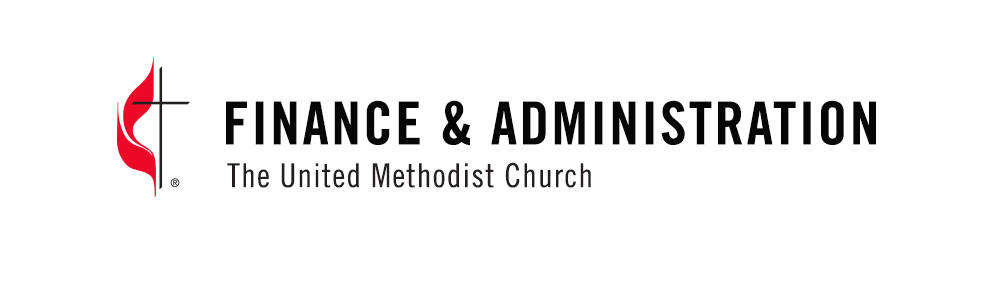 FINANCE & ADMINISTRATION
The United Methodist Church
®